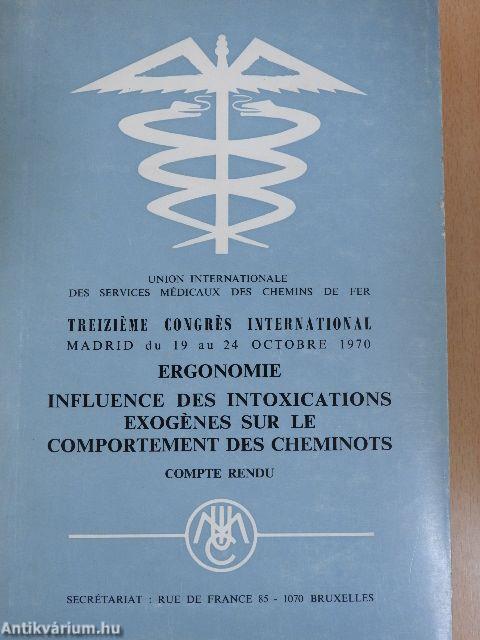 UNION INTERNATIONALE
DES SERVICES MÉDICAUX DES CHEMINS DE FER
TREIZIÈME CONGRÈS INTERNATIONAL
MADRID du 19 au 24 OCTOBRE 1970
ERGONOMIE
INFLUENCE DES INTOXICATIONS
EXOGÈNES SUR LE
COMPORTEMENT DES CHEMINOTS
COMPTE RENDU
SECRÉTARIAT : RUE DE FRANCE 85 - 1070 BRUXELLES
Antikvárium.hu